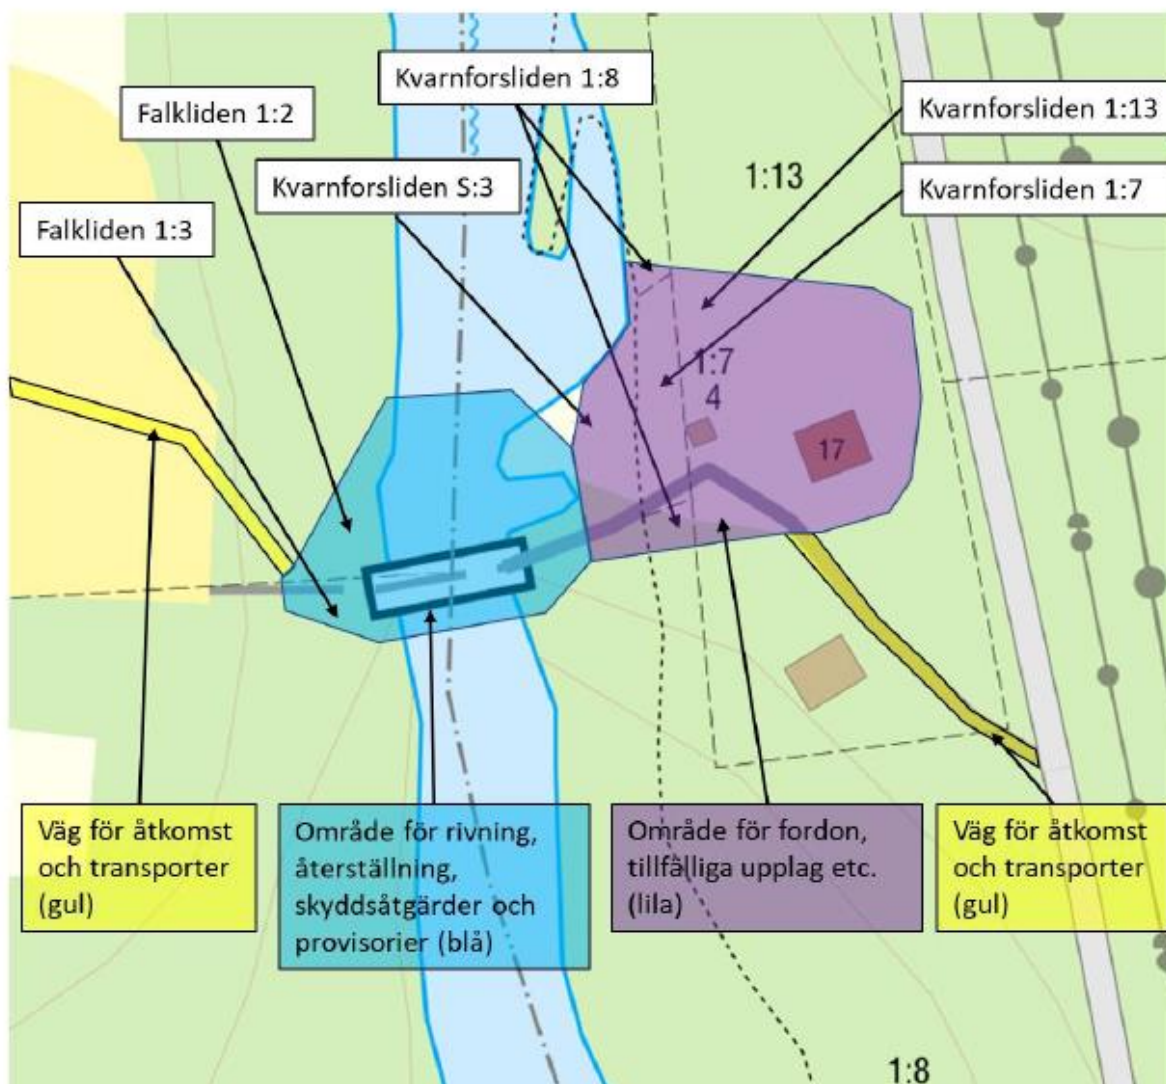 Kvarnforsliden 1:8
Falkliden 1:2
Kvarnforsliden 1:13
1:13
Kvarnforsliden S:3
Kvarnforsliden 1:7
Falkliden 1:3
1:7
4
17
Väg för åtkomst
och transporter
(gul)
Område för rivning,
återställning,
skyddsåtgärder och
provisorier (blå)
Område för fordon,
tillfälliga upplag etc.
(lila)
Väg för åtkomst
och transporter
(gul)
1:8